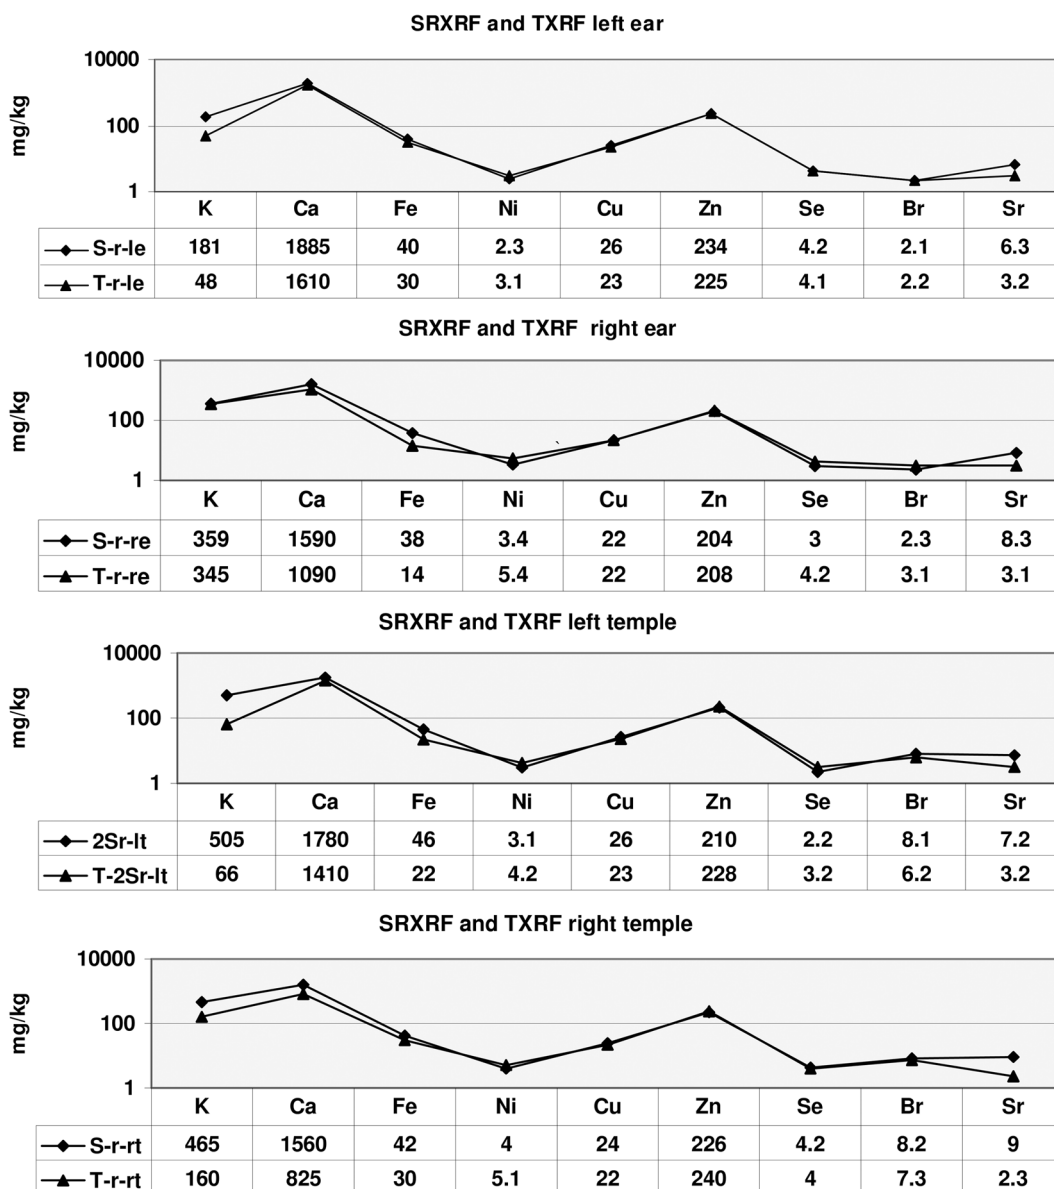 SRXRF and TXRF left ear
10000
mg/kg
100
1
K Ca Fe Ni Cu Zn Se Br Sr
S-r-le 181 1885 40 2.3 26 234 4.2 2.1 6.3
T-r-le 48 1610 30 3.1 23 225 4.1 2.2 3.2
SRXRF and TXRF right ear
10000
mg/kg
100
1
K Ca Fe Ni Cu Zn Se Br Sr
S-r-re 359 1590 38 3.4 22 204 3 2.3 8.3
T-r-re 345 1090 14 5.4 22 208 4.2 3.1 3.1
SRXRF and TXRF left temple
10000
mg/kg
100
1
K Ca Fe Ni Cu Zn Se Br Sr
2Sr-lt 505 1780 46 3.1 26 210 2.2 8.1 7.2
T-2Sr-lt 66 1410 22 4.2 23 228 3.2 6.2 3.2
SRXRF and TXRF right temple
10000
mg/kg
100
1
K Ca Fe Ni Cu Zn Se Br Sr
S-r-rt 465 1560 42 4 24 226 4.2 8.2 9
T-r-rt 160 825 30 5.1 22 240 4 7.3 2.3